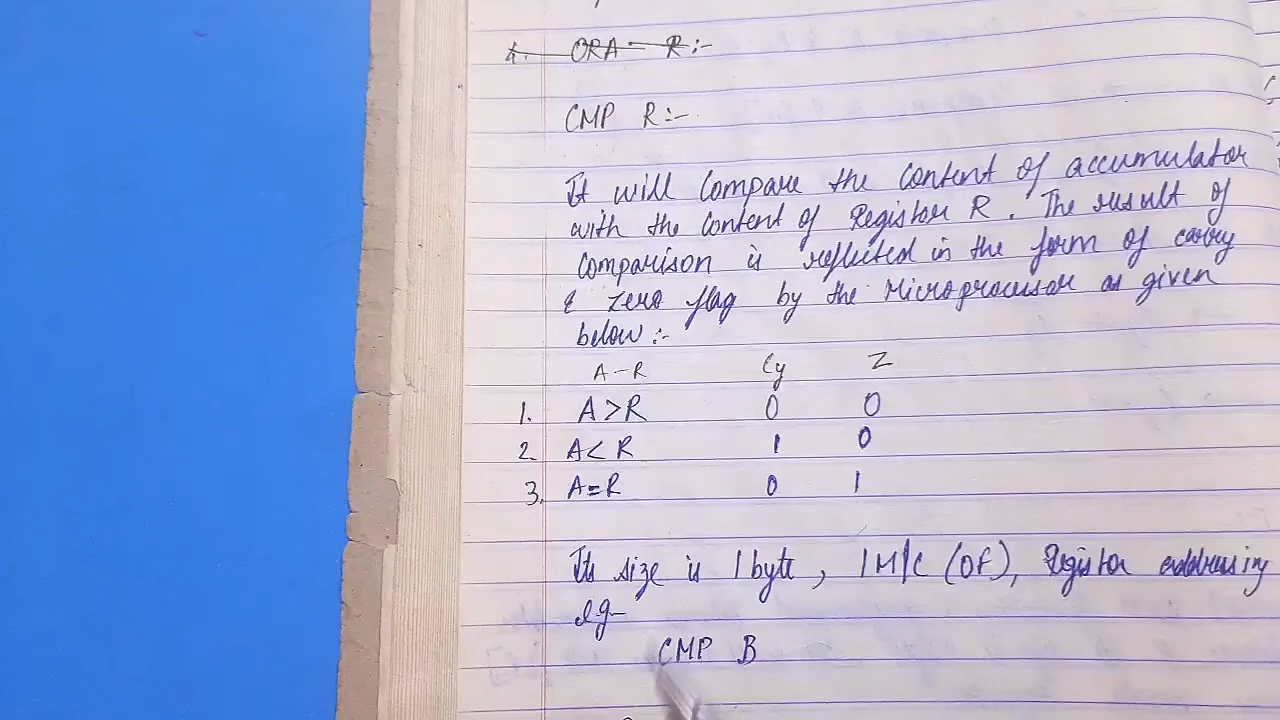 4. ORA - R:-
CMP R:-
It will Compare the Content of accumulator
with the Content of Register R. The result of
Comparison is reflected in the form of carry
& zero flag by the Microprocessor as given
below:-
A-R Cy Z
1. A>R 0 0
2. A< R 1 0
3. A=R 0 1
Its size is 1 byte, 1 M/C (OF), Register addressing
eg-
CMP B